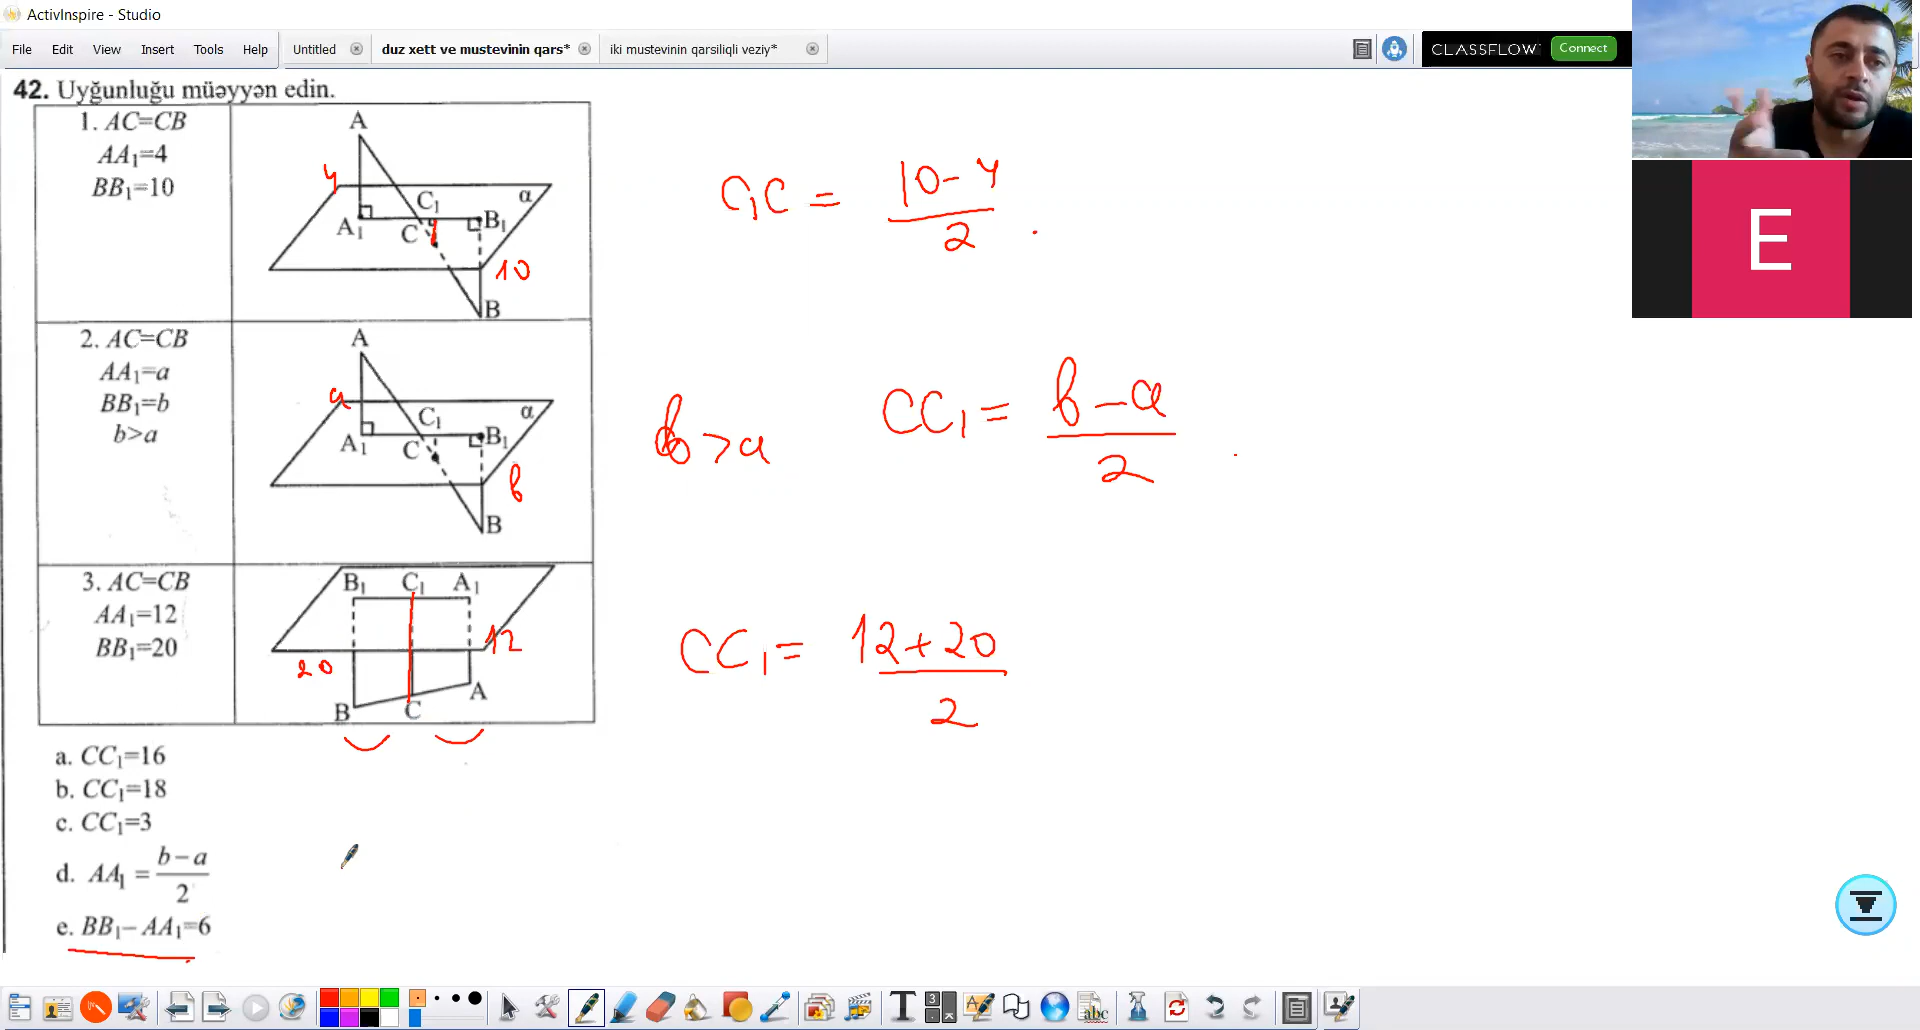 ActivInspire - Studio
File Edit View Insert Tools Help
Untitled
duz xett ve mustevinin qars*
iki mustevinin qarsiliqli veziy*
CLASSFLOW Connect
42. Uyğunluğu müəyyən edin.
1. AC=CB
AA₁=4
BB₁=10
A
4
C₁
α
A₁
C
B₁
10
B
C₁C = (10-4)/2
2. AC=CB
AA₁=a
BB₁=b
b>a
A
a
C₁
α
A₁
C
B₁
b
B
b>a
CC₁ = (b-a)/2
3. AC=CB
AA₁=12
BB₁=20
B₁ C₁ A₁
12
20
A
B
C
CC₁ = (12+20)/2
a. CC₁=16
b. CC₁=18
c. CC₁=3
d. AA₁ = (b-a)/2
e. BB₁-AA₁=6
E